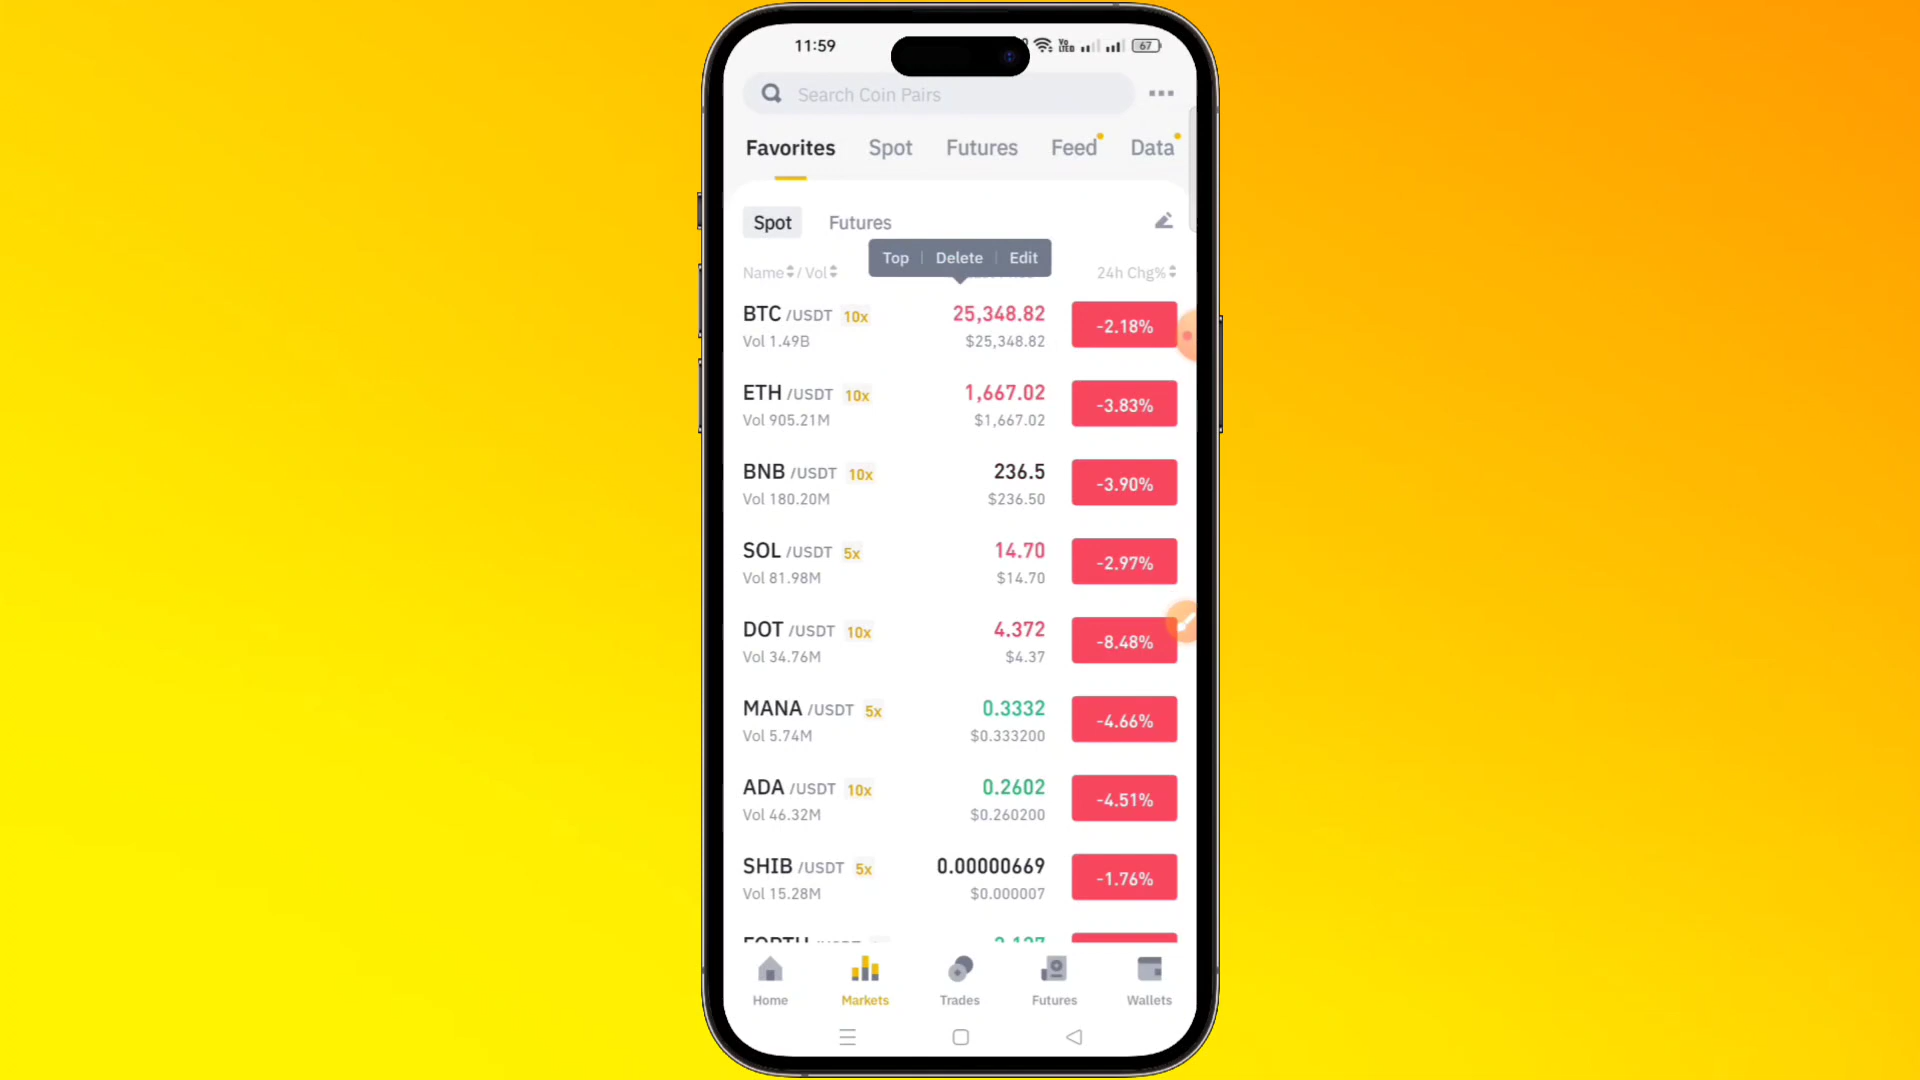 11:59
Vo LTED 67
Search Coin Pairs
Favorites Spot Futures Feed Data
Spot Futures
Top Delete Edit
Name / Vol 24h Chg%
BTC /USDT 10x 25,348.82 -2.18%
Vol 1.49B $25,348.82
ETH /USDT 10x 1,667.02 -3.83%
Vol 905.21M $1,667.02
BNB /USDT 10x 236.5 -3.90%
Vol 180.20M $236.50
SOL /USDT 5x 14.70 -2.97%
Vol 81.98M $14.70
DOT /USDT 10x 4.372 -8.48%
Vol 34.76M $4.37
MANA /USDT 5x 0.3332 -4.66%
Vol 5.74M $0.333200
ADA /USDT 10x 0.2602 -4.51%
Vol 46.32M $0.260200
SHIB /USDT 5x 0.00000669 -1.76%
Vol 15.28M $0.000007
FORTH /USDT
Home Markets Trades Futures Wallets